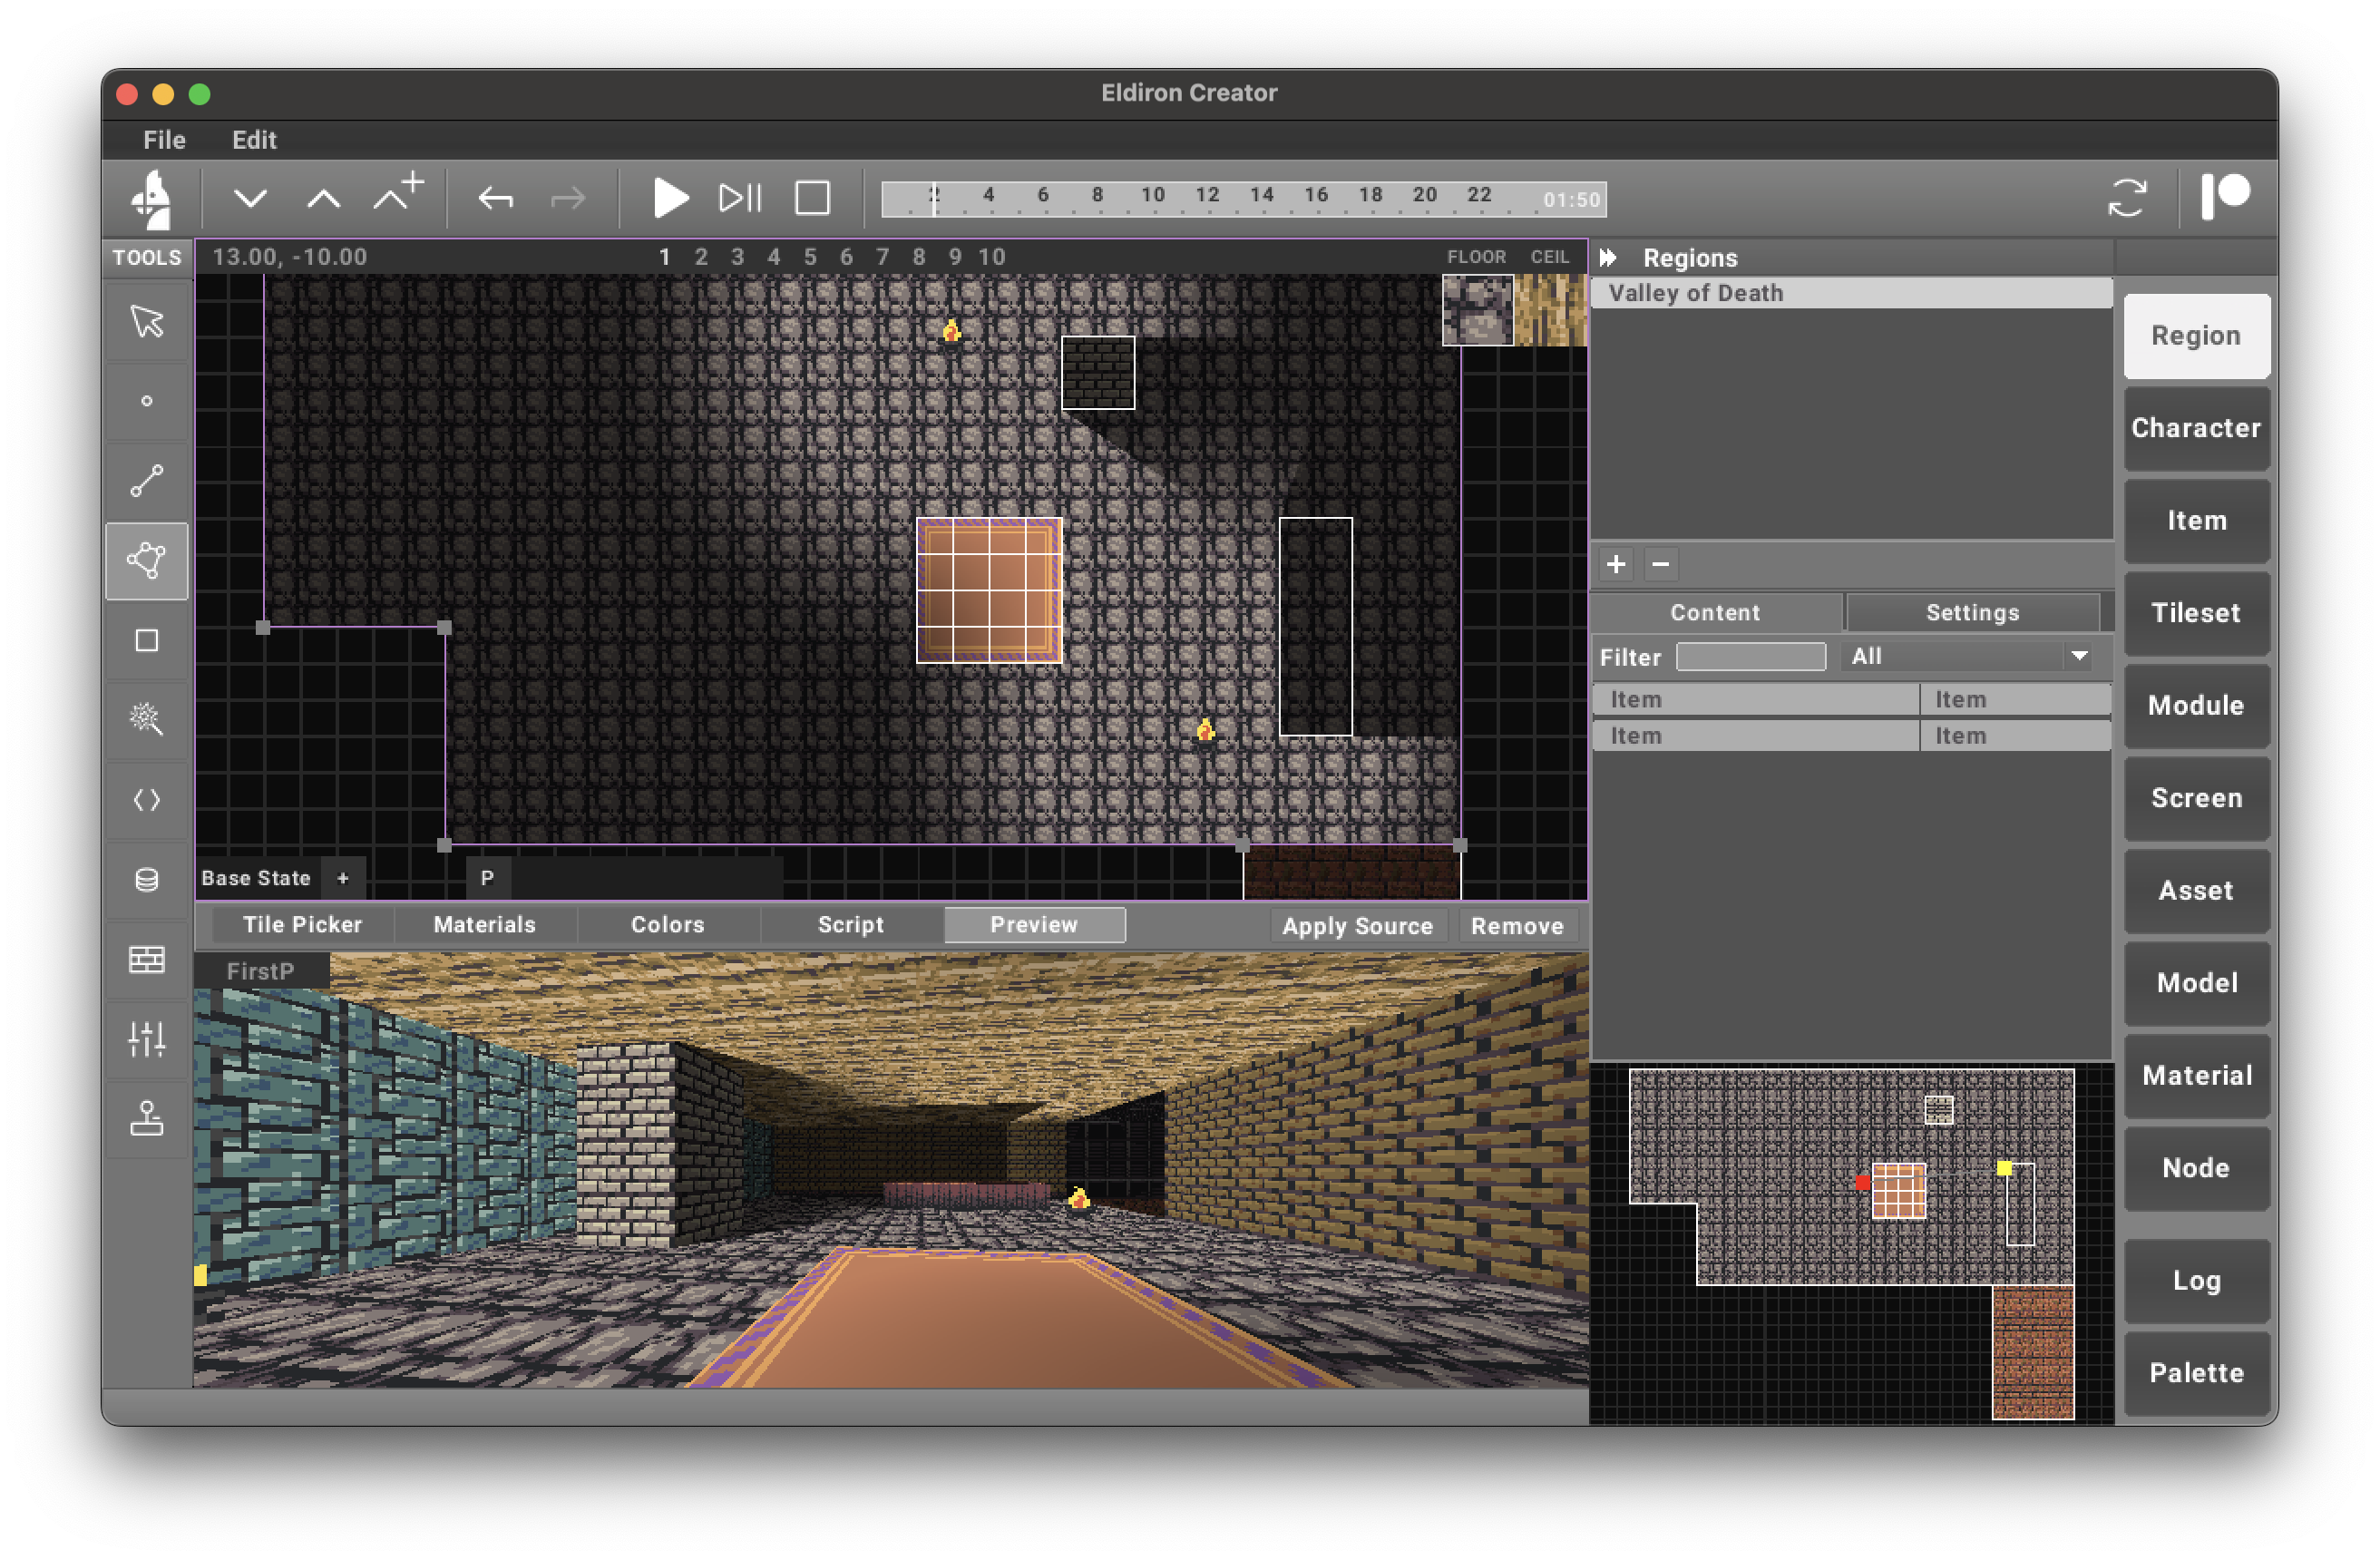 Eldiron Creator
File Edit
2 4 6 8 10 12 14 16 18 20 22 01:50
TOOLS
13.00, -10.00 1 2 3 4 5 6 7 8 9 10 FLOOR CEIL
Regions
Valley of Death
Content Settings
Filter All
Item Item
Item Item
Base State + P
Tile Picker Materials Colors Script Preview Apply Source Remove
FirstP
Region
Character
Item
Tileset
Module
Screen
Asset
Model
Material
Node
Log
Palette